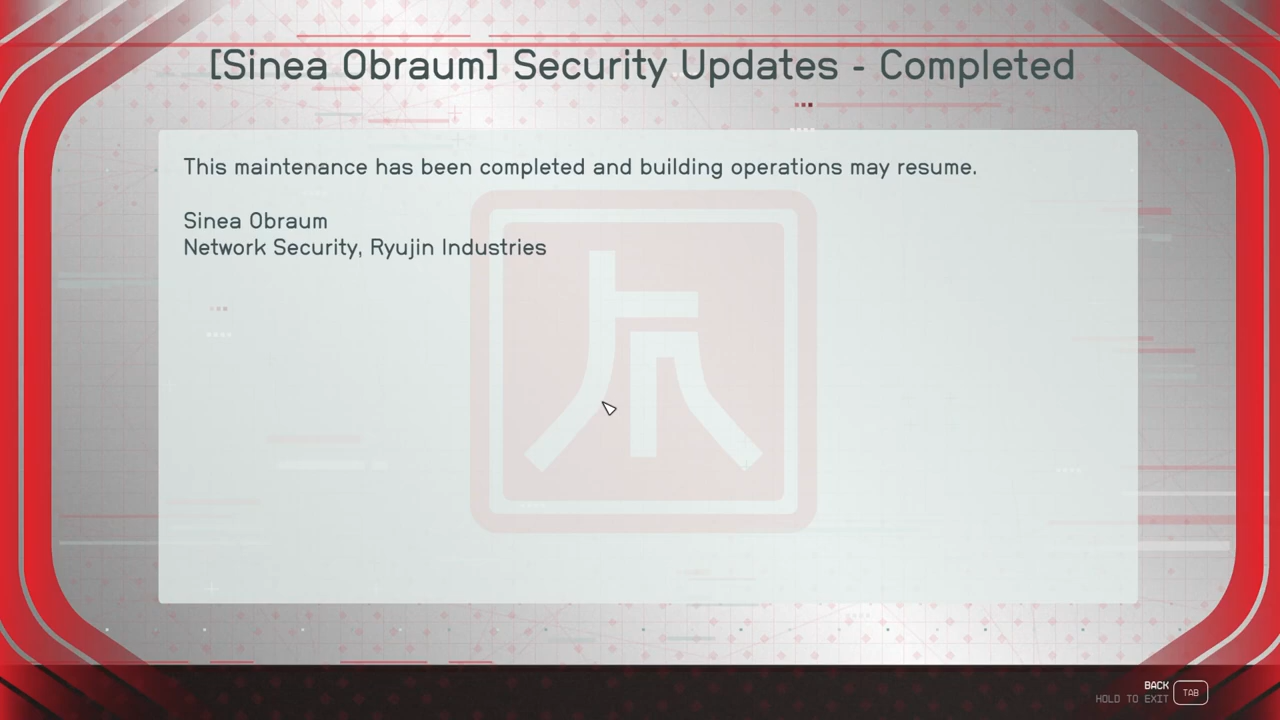 [Sinea Obraum] Security Updates - Completed
This maintenance has been completed and building operations may resume.
Sinea Obraum
Network Security, Ryujin Industries
BACK
HOLD TO EXIT TAB